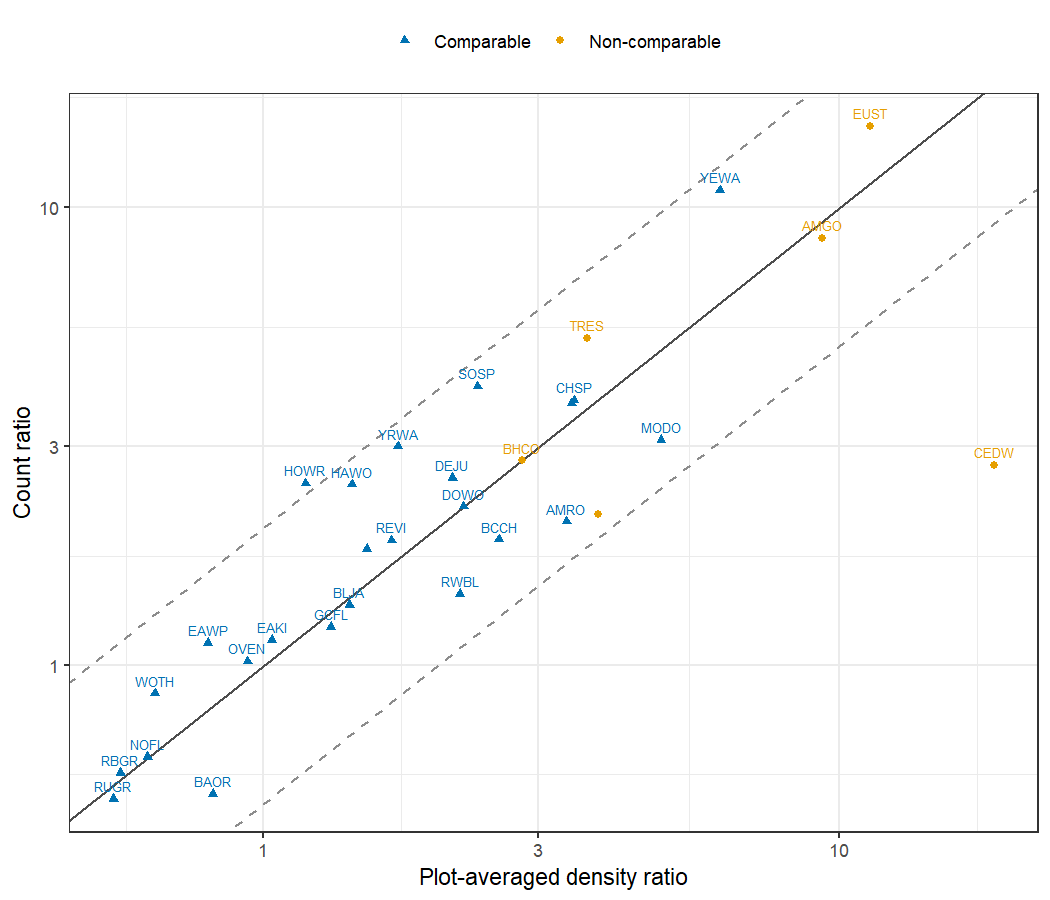 Comparable Non-comparable
EUST
YEWA
10
AMGO
TRES
SOSP
CHSP
YRWA
MODO
3
BHCO
CEDW
DEJU
HOWR HAWO
DOWO
AMRO
REVI
BCCH
RWBL
BLJA
GCFL
EAWP
EAKI
OVEN
1
WOTH
NOFL
RBGR
BAOR
RUGR
1 3 10
Plot-averaged density ratio
Count ratio